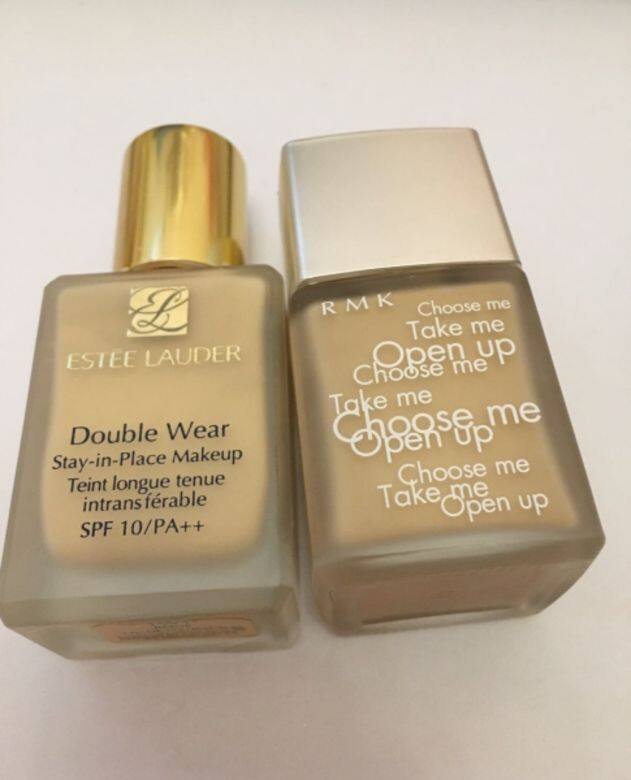 ESTĒE LAUDER
Double Wear
Stay-in-Place Makeup
Teint longue tenue
intransférable
SPF 10/PA++
RMK
Choose me
Take me
Open up
Choose me
Take me
Choose me
Open up
Choose me
Take me
Open up